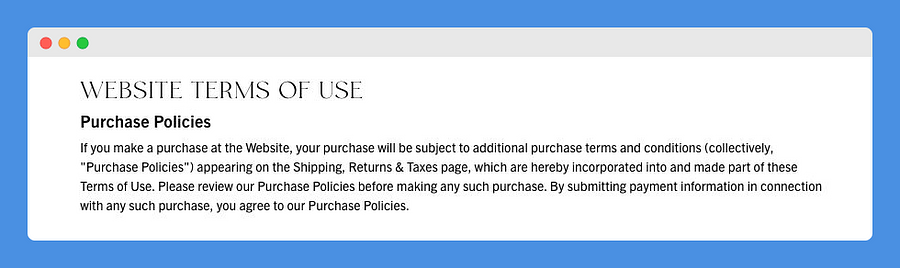 WEBSITE TERMS OF USE
Purchase Policies
If you make a purchase at the Website, your purchase will be subject to additional purchase terms and conditions (collectively,
"Purchase Policies") appearing on the Shipping, Returns & Taxes page, which are hereby incorporated into and made part of these
Terms of Use. Please review our Purchase Policies before making any such purchase. By submitting payment information in connection
with any such purchase, you agree to our Purchase Policies.